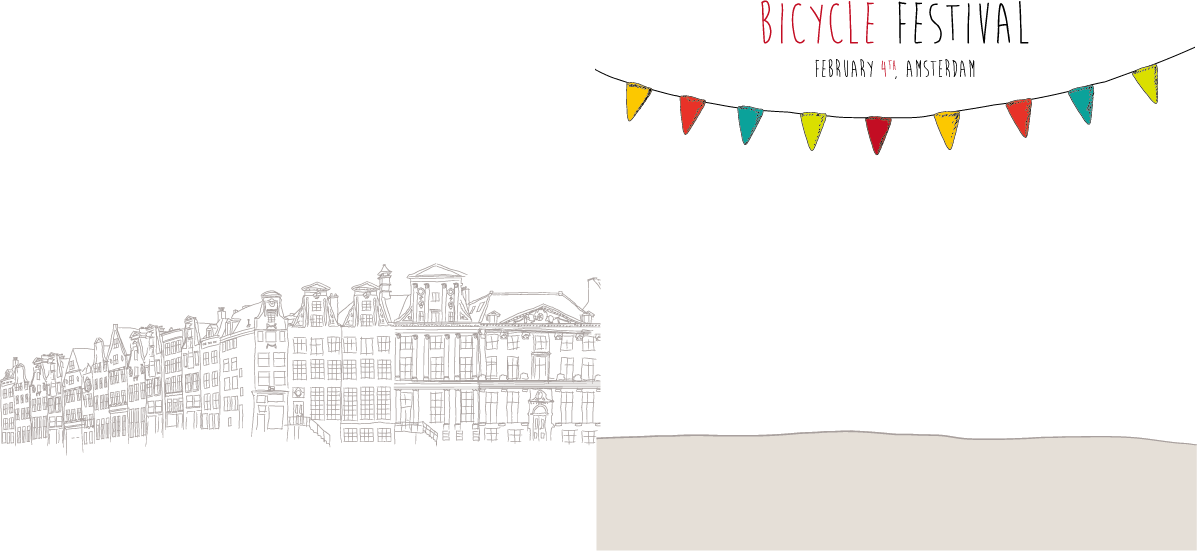 BICYCLE FESTIVAL
FEBRUARY 4TH, AMSTERDAM